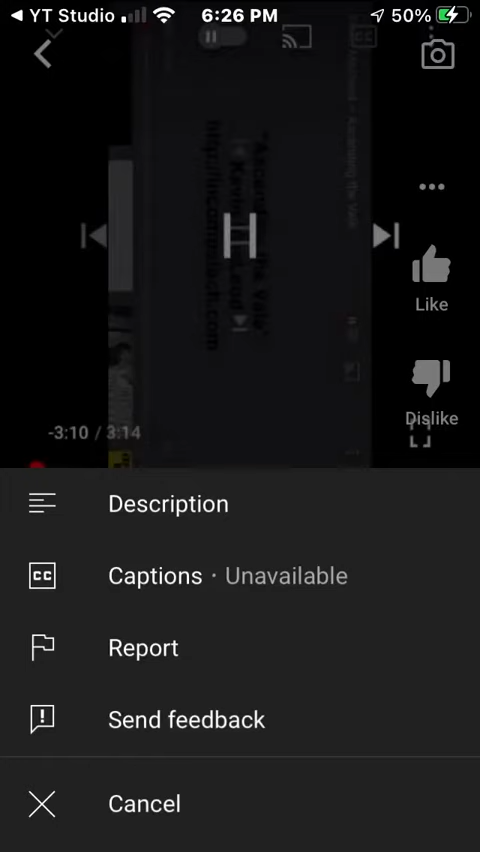 YT Studio 6:26 PM 50%
Like
Dislike
-3:10 / 3:14
Description
CC Captions · Unavailable
Report
Send feedback
Cancel